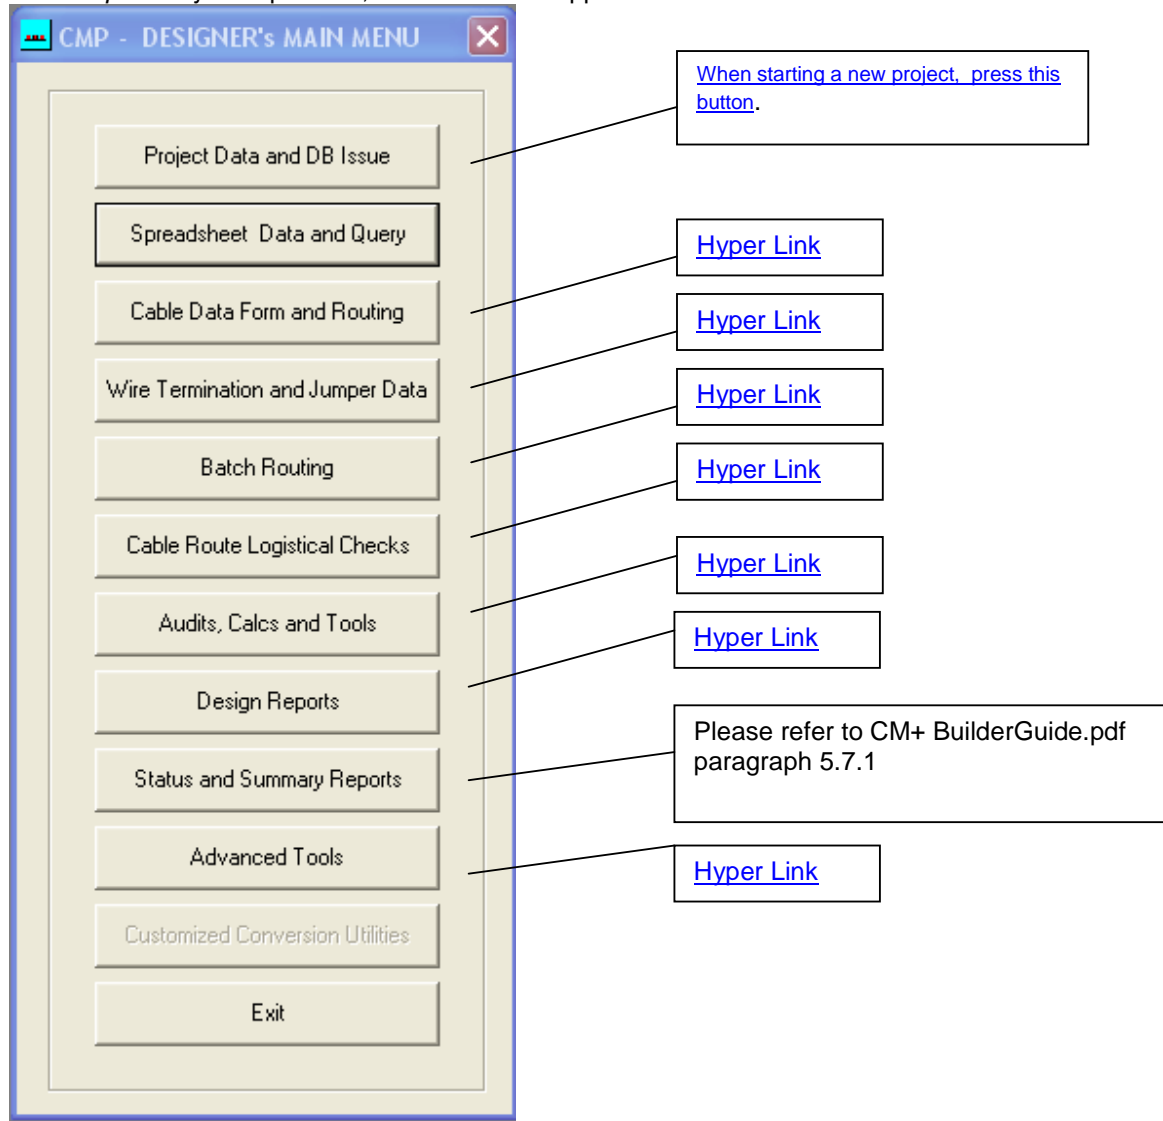 CMP - DESIGNER's MAIN MENU
When starting a new project, press this
button.
Project Data and DB Issue
Spreadsheet Data and Query
Hyper Link
Cable Data Form and Routing
Hyper Link
Wire Termination and Jumper Data
Hyper Link
Batch Routing
Hyper Link
Cable Route Logistical Checks
Hyper Link
Audits, Calcs and Tools
Hyper Link
Design Reports
Please refer to CM+ BuilderGuide.pdf
paragraph 5.7.1
Status and Summary Reports
Advanced Tools
Hyper Link
Customized Conversion Utilities
Exit